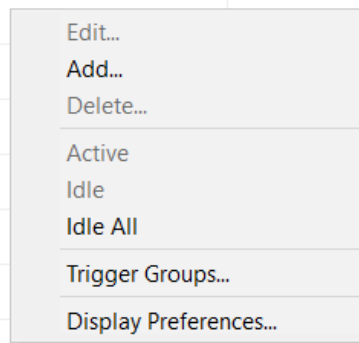 Edit...
Add...
Delete...
Active
Idle
Idle All
Trigger Groups...
Display Preferences...